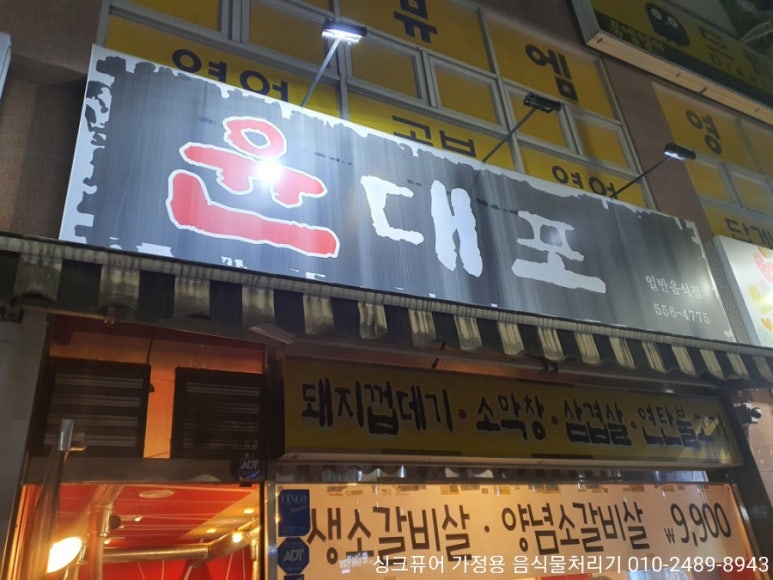 뮤 엠
영어 공부 영어
영
윤대포
일반음식점
556-4775
돼지껍데기·소막창·삼겹살·연탄불고기
ADT
생소갈비살·양념소갈비살 ₩9,900
ADT
싱크퓨어 가정용 음식물처리기 010-2489-8943